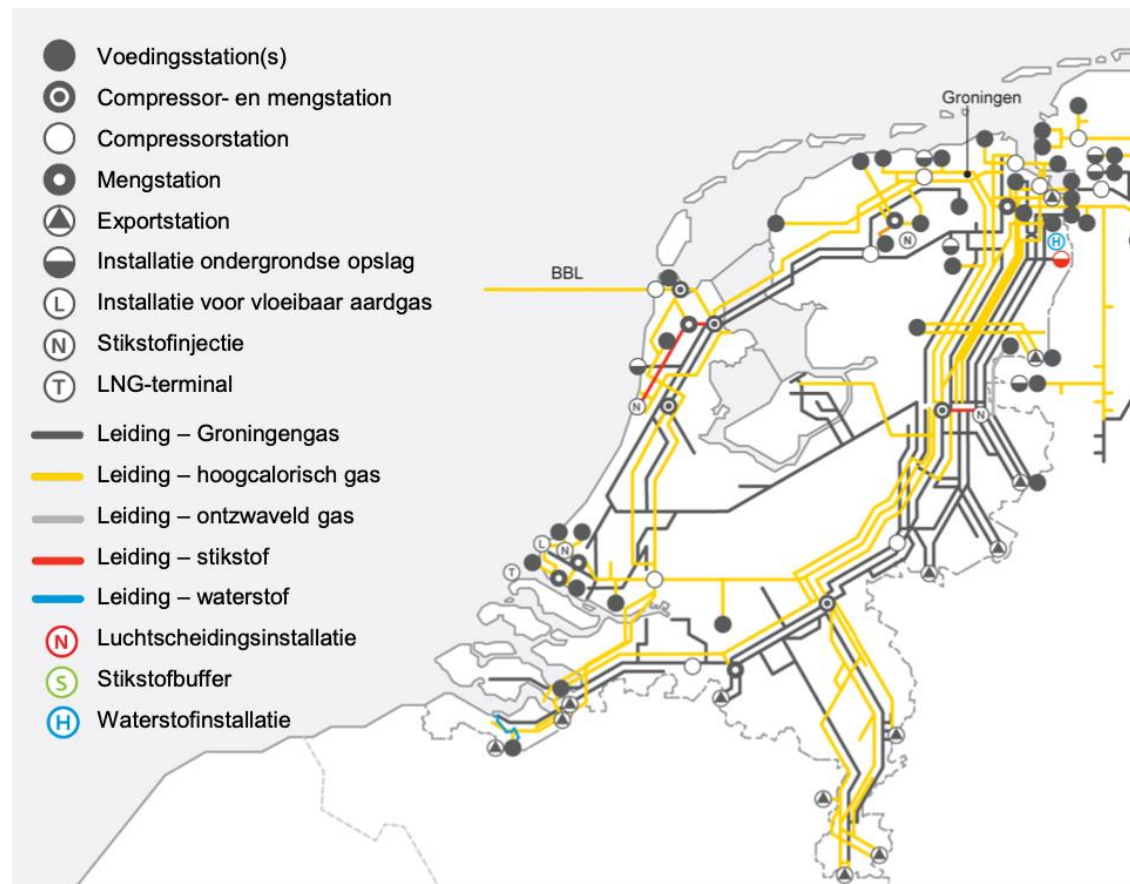 Voedingsstation(s)
Compressor- en mengstation
Compressorstation
Mengstation
Exportstation
Installatie ondergrondse opslag
L Installatie voor vloeibaar aardgas
N Stikstofinjectie
T LNG-terminal
Leiding – Groningengas
Leiding – hoogcalorisch gas
Leiding – ontzwaveld gas
Leiding – stikstof
Leiding – waterstof
N Luchtscheidingsinstallatie
S Stikstofbuffer
H Waterstofinstallatie
Groningen
N
H
BBL
N
N
L
N
T